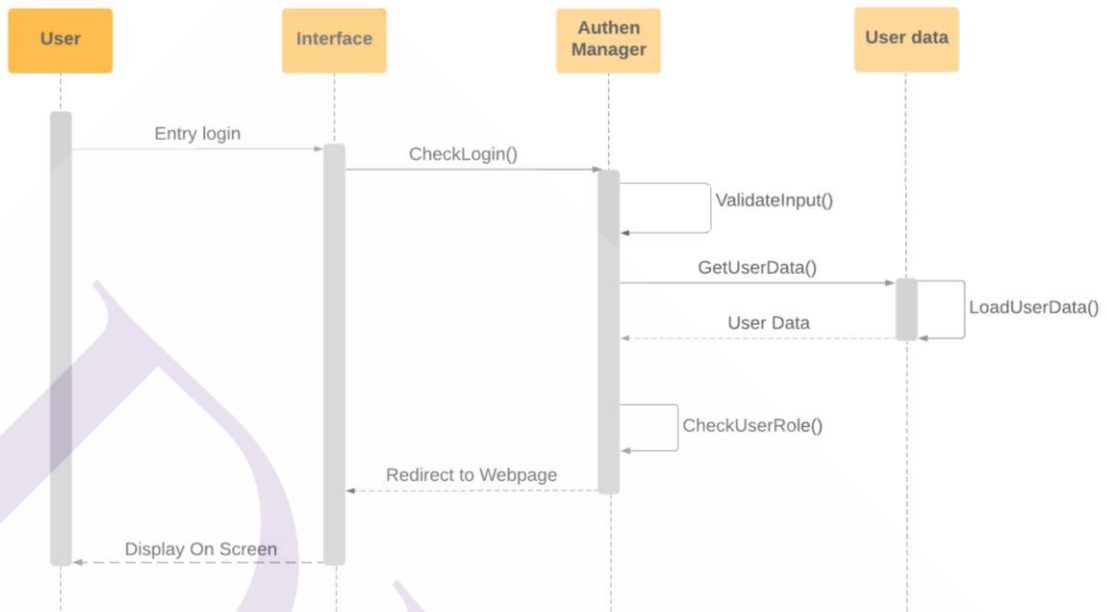 User
Interface
Authen
Manager
User data
Entry login
CheckLogin()
ValidateInput()
GetUserData()
LoadUserData()
User Data
CheckUserRole()
Redirect to Webpage
Display On Screen